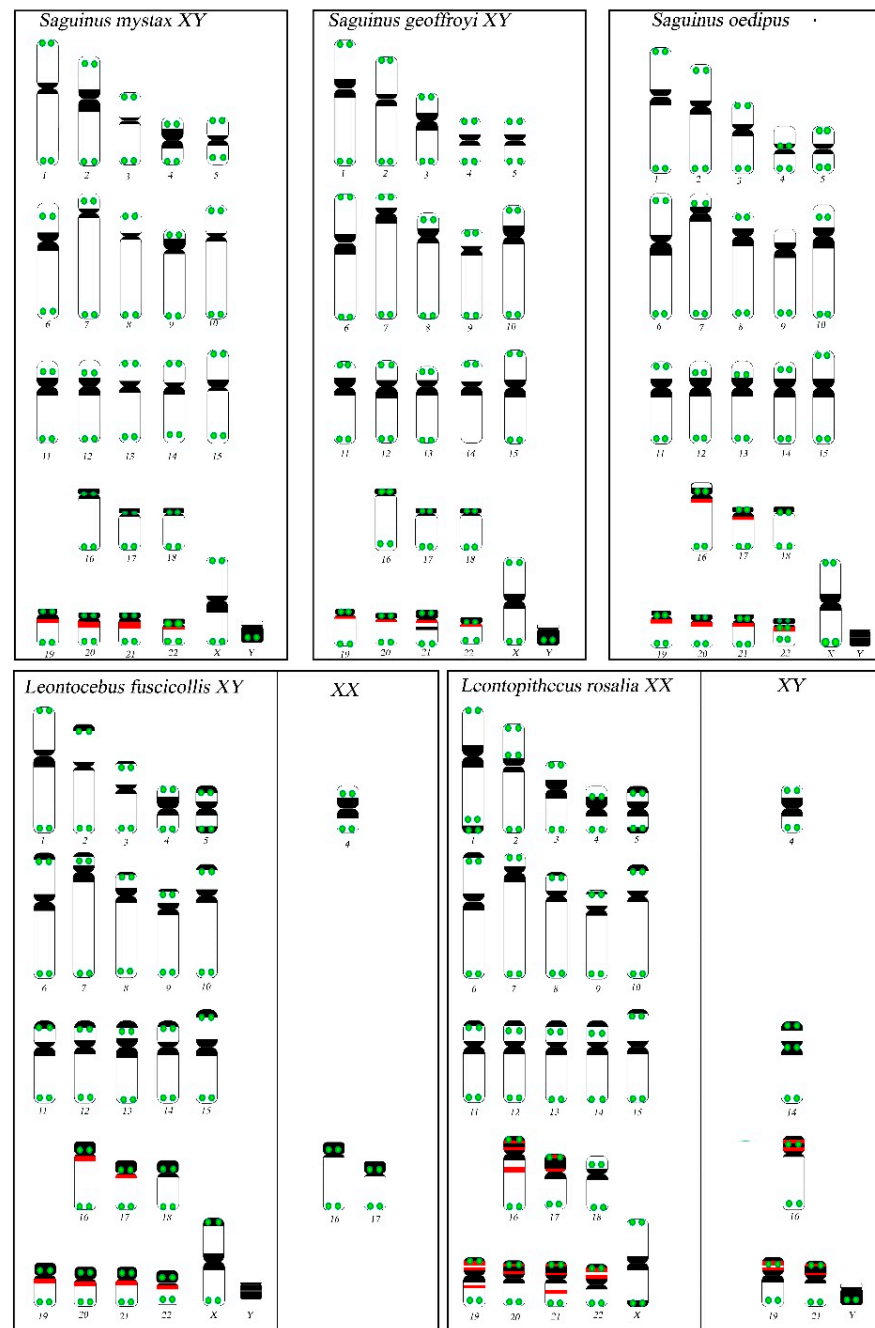 Saguinus mystax XY
1 2 3 4 5
6 7 8 9 10
11 12 13 14 15
16 17 18
19 20 21 22 X Y
Saguinus geoffroyi XY
1 2 3 4 5
6 7 8 9 10
11 12 13 14 15
16 17 18
19 20 21 22 X Y
Saguinus oedipus
1 2 3 4 5
6 7 8 9 10
11 12 13 14 15
16 17 18
19 20 21 22 X Y
Leontocebus fuscicollis XY
1 2 3 4 5
6 7 8 9 10
11 12 13 14 15
16 17 18
19 20 21 22 X Y
XX
4
16 17
Lcontopithccus rosalia XX
1 2 3 4 5
6 7 8 9 10
11 12 13 14 15
16 17 18
19 20 21 22 X
XY
4
14
16
19 21 Y